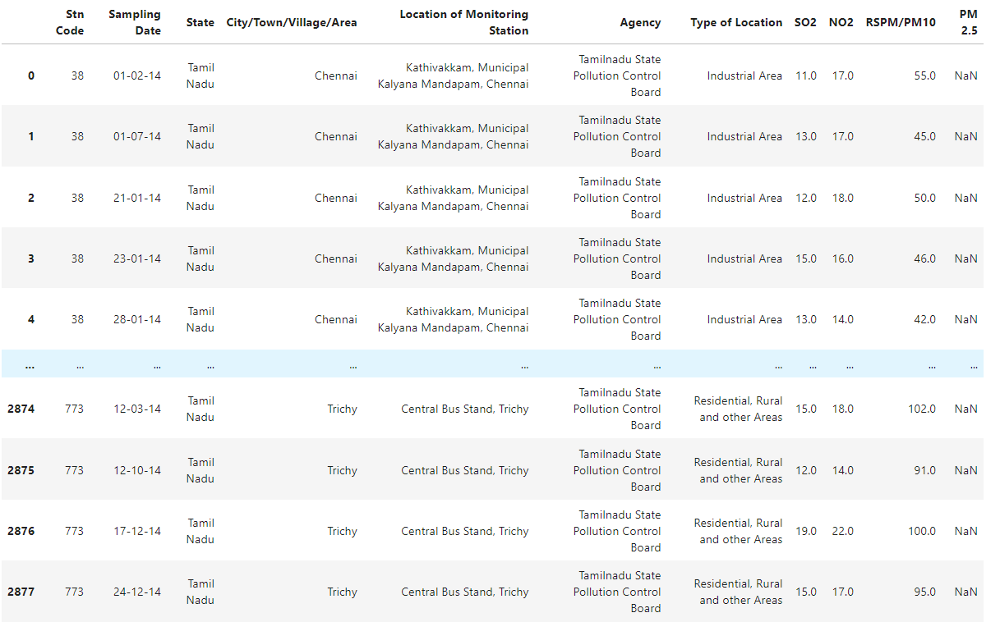 Stn Code Sampling Date State City/Town/Village/Area Location of Monitoring Station Agency Type of Location SO2 NO2 RSPM/PM10 PM 2.5
0 38 01-02-14 Tamil Nadu Chennai Kathivakkam, Municipal Kalyana Mandapam, Chennai Tamilnadu State Pollution Control Board Industrial Area 11.0 17.0 55.0 NaN
1 38 01-07-14 Tamil Nadu Chennai Kathivakkam, Municipal Kalyana Mandapam, Chennai Tamilnadu State Pollution Control Board Industrial Area 13.0 17.0 45.0 NaN
2 38 21-01-14 Tamil Nadu Chennai Kathivakkam, Municipal Kalyana Mandapam, Chennai Tamilnadu State Pollution Control Board Industrial Area 12.0 18.0 50.0 NaN
3 38 23-01-14 Tamil Nadu Chennai Kathivakkam, Municipal Kalyana Mandapam, Chennai Tamilnadu State Pollution Control Board Industrial Area 15.0 16.0 46.0 NaN
4 38 28-01-14 Tamil Nadu Chennai Kathivakkam, Municipal Kalyana Mandapam, Chennai Tamilnadu State Pollution Control Board Industrial Area 13.0 14.0 42.0 NaN
... ... ... ... ... ... ... ... ... ... ... ...
2874 773 12-03-14 Tamil Nadu Trichy Central Bus Stand, Trichy Tamilnadu State Pollution Control Board Residential, Rural and other Areas 15.0 18.0 102.0 NaN
2875 773 12-10-14 Tamil Nadu Trichy Central Bus Stand, Trichy Tamilnadu State Pollution Control Board Residential, Rural and other Areas 12.0 14.0 91.0 NaN
2876 773 17-12-14 Tamil Nadu Trichy Central Bus Stand, Trichy Tamilnadu State Pollution Control Board Residential, Rural and other Areas 19.0 22.0 100.0 NaN
2877 773 24-12-14 Tamil Nadu Trichy Central Bus Stand, Trichy Tamilnadu State Pollution Control Board Residential, Rural and other Areas 15.0 17.0 95.0 NaN